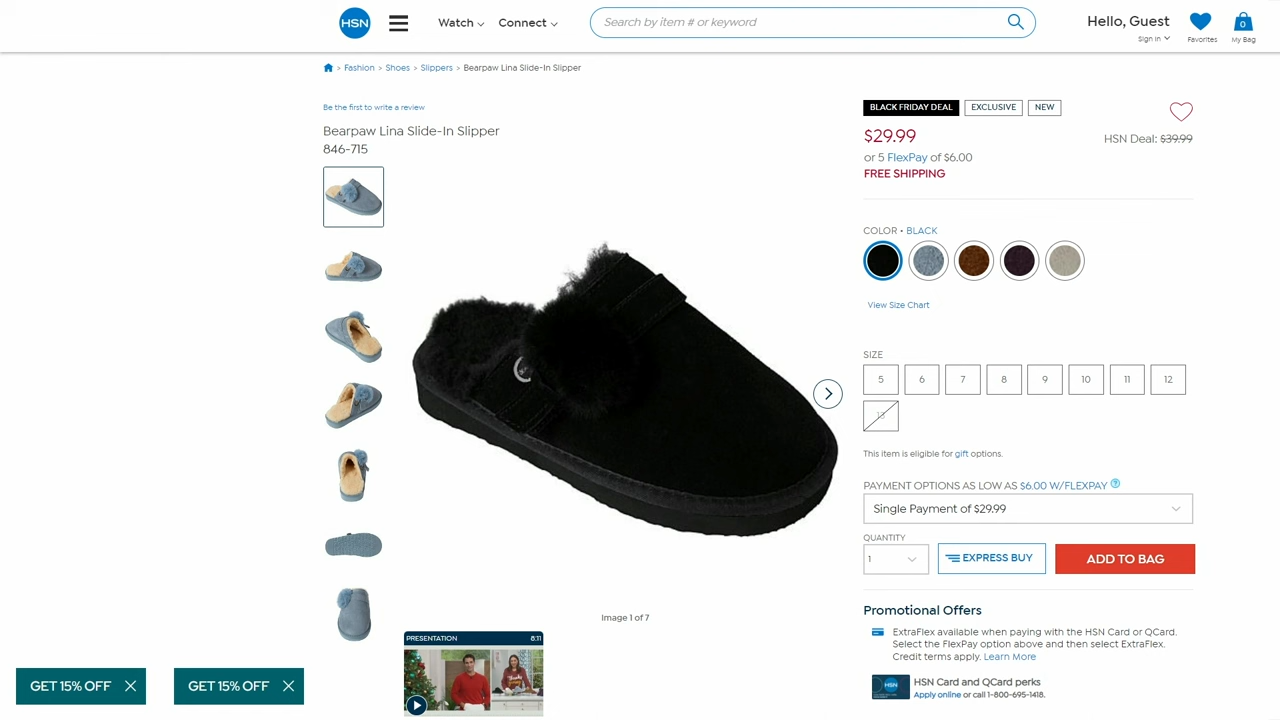 HSN
Watch
Connect
Search by item # or keyword
Hello, Guest
Sign in
Favorites
0
My Bag
> Fashion > Shoes > Slippers > Bearpaw Lina Slide-In Slipper
Be the first to write a review
Bearpaw Lina Slide-In Slipper
846-715
BLACK FRIDAY DEAL
EXCLUSIVE
NEW
$29.99
HSN Deal: $39.99
or 5 FlexPay of $6.00
FREE SHIPPING
COLOR • BLACK
View Size Chart
SIZE
5 6 7 8 9 10 11 12
13
This item is eligible for gift options.
PAYMENT OPTIONS AS LOW AS $6.00 W/FLEXPAY ?
Single Payment of $29.99
QUANTITY
1
EXPRESS BUY
ADD TO BAG
Promotional Offers
ExtraFlex available when paying with the HSN Card or QCard.
Select the FlexPay option above and then select ExtraFlex.
Credit terms apply. Learn More
HSN
HSN Card and QCard perks
Apply online or call 1-800-695-1418.
Image 1 of 7
PRESENTATION 8:11
GET 15% OFF
GET 15% OFF